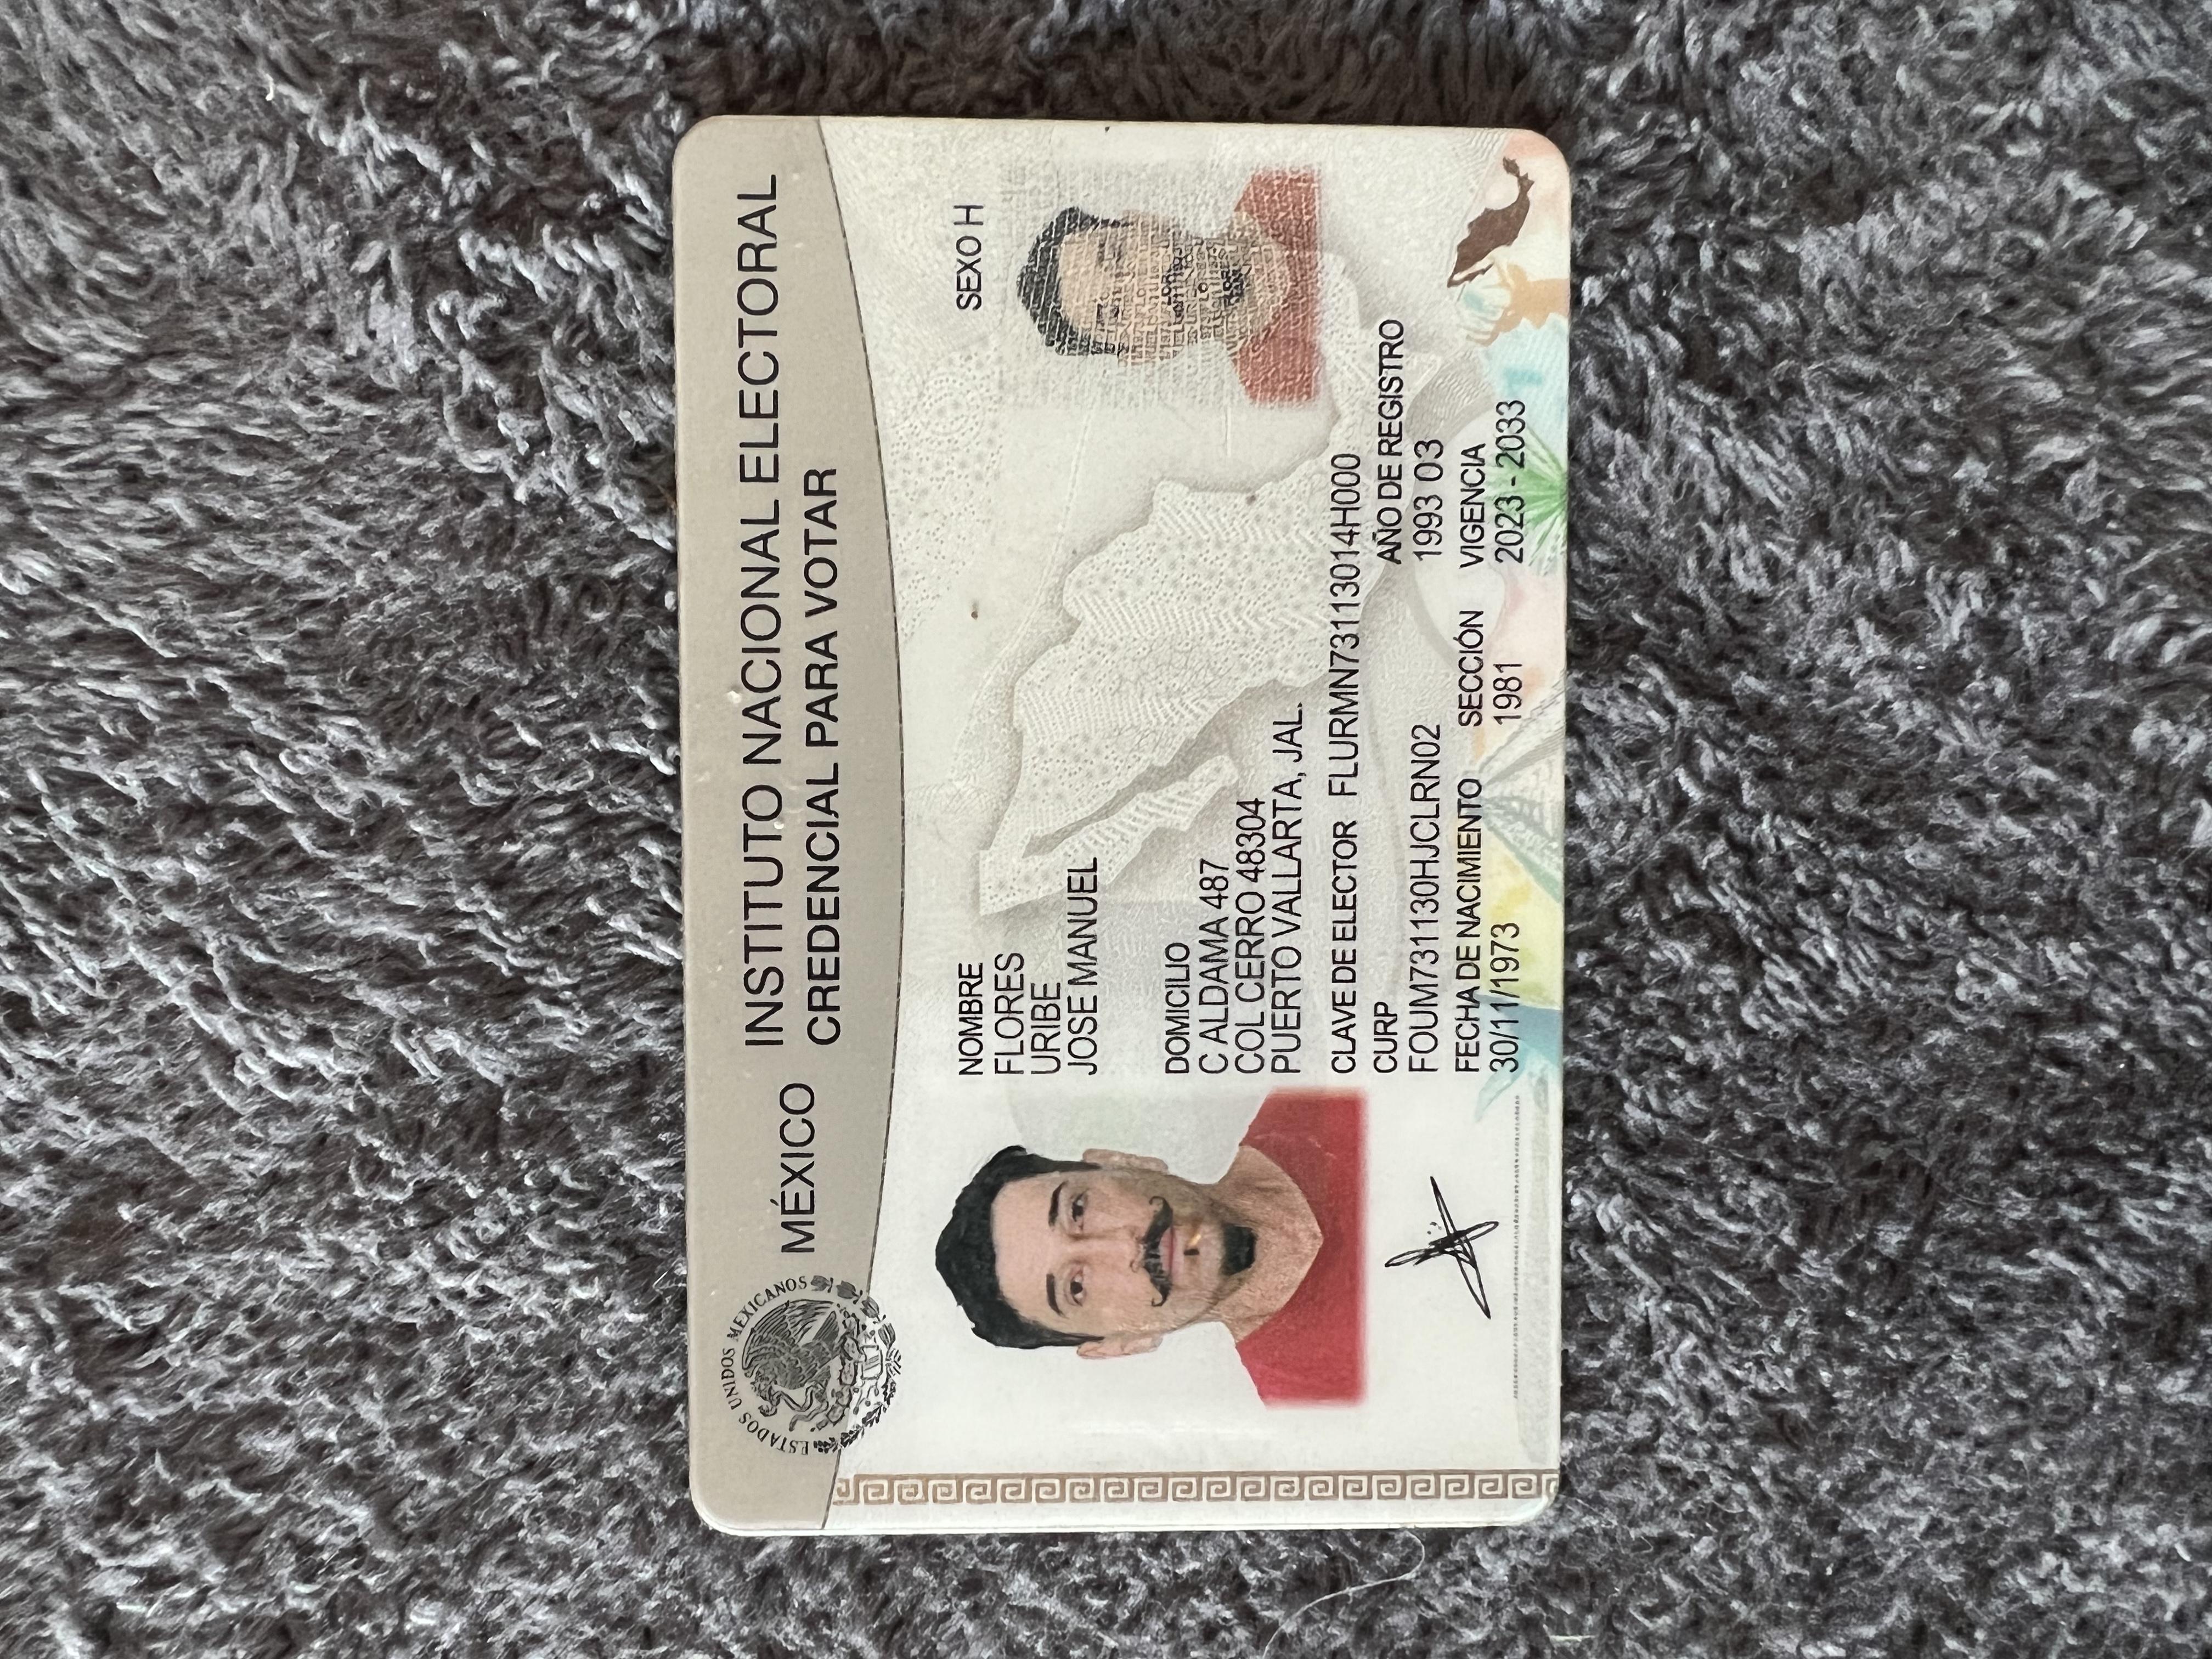 ESTADOS UNIDOS MEXICANOS
MÉXICO INSTITUTO NACIONAL ELECTORAL
CREDENCIAL PARA VOTAR
NOMBRE
FLORES
URIBE
JOSE MANUEL
SEXO H
DOMICILIO
C ALDAMA 487
COL CERRO 48304
PUERTO VALLARTA, JAL.
CLAVE DE ELECTOR FLURMN73113014H000
CURP
FOUM731130HJCLRN02
AÑO DE REGISTRO
1993 03
FECHA DE NACIMIENTO
30/11/1973
SECCIÓN
1981
VIGENCIA
2023 - 2033